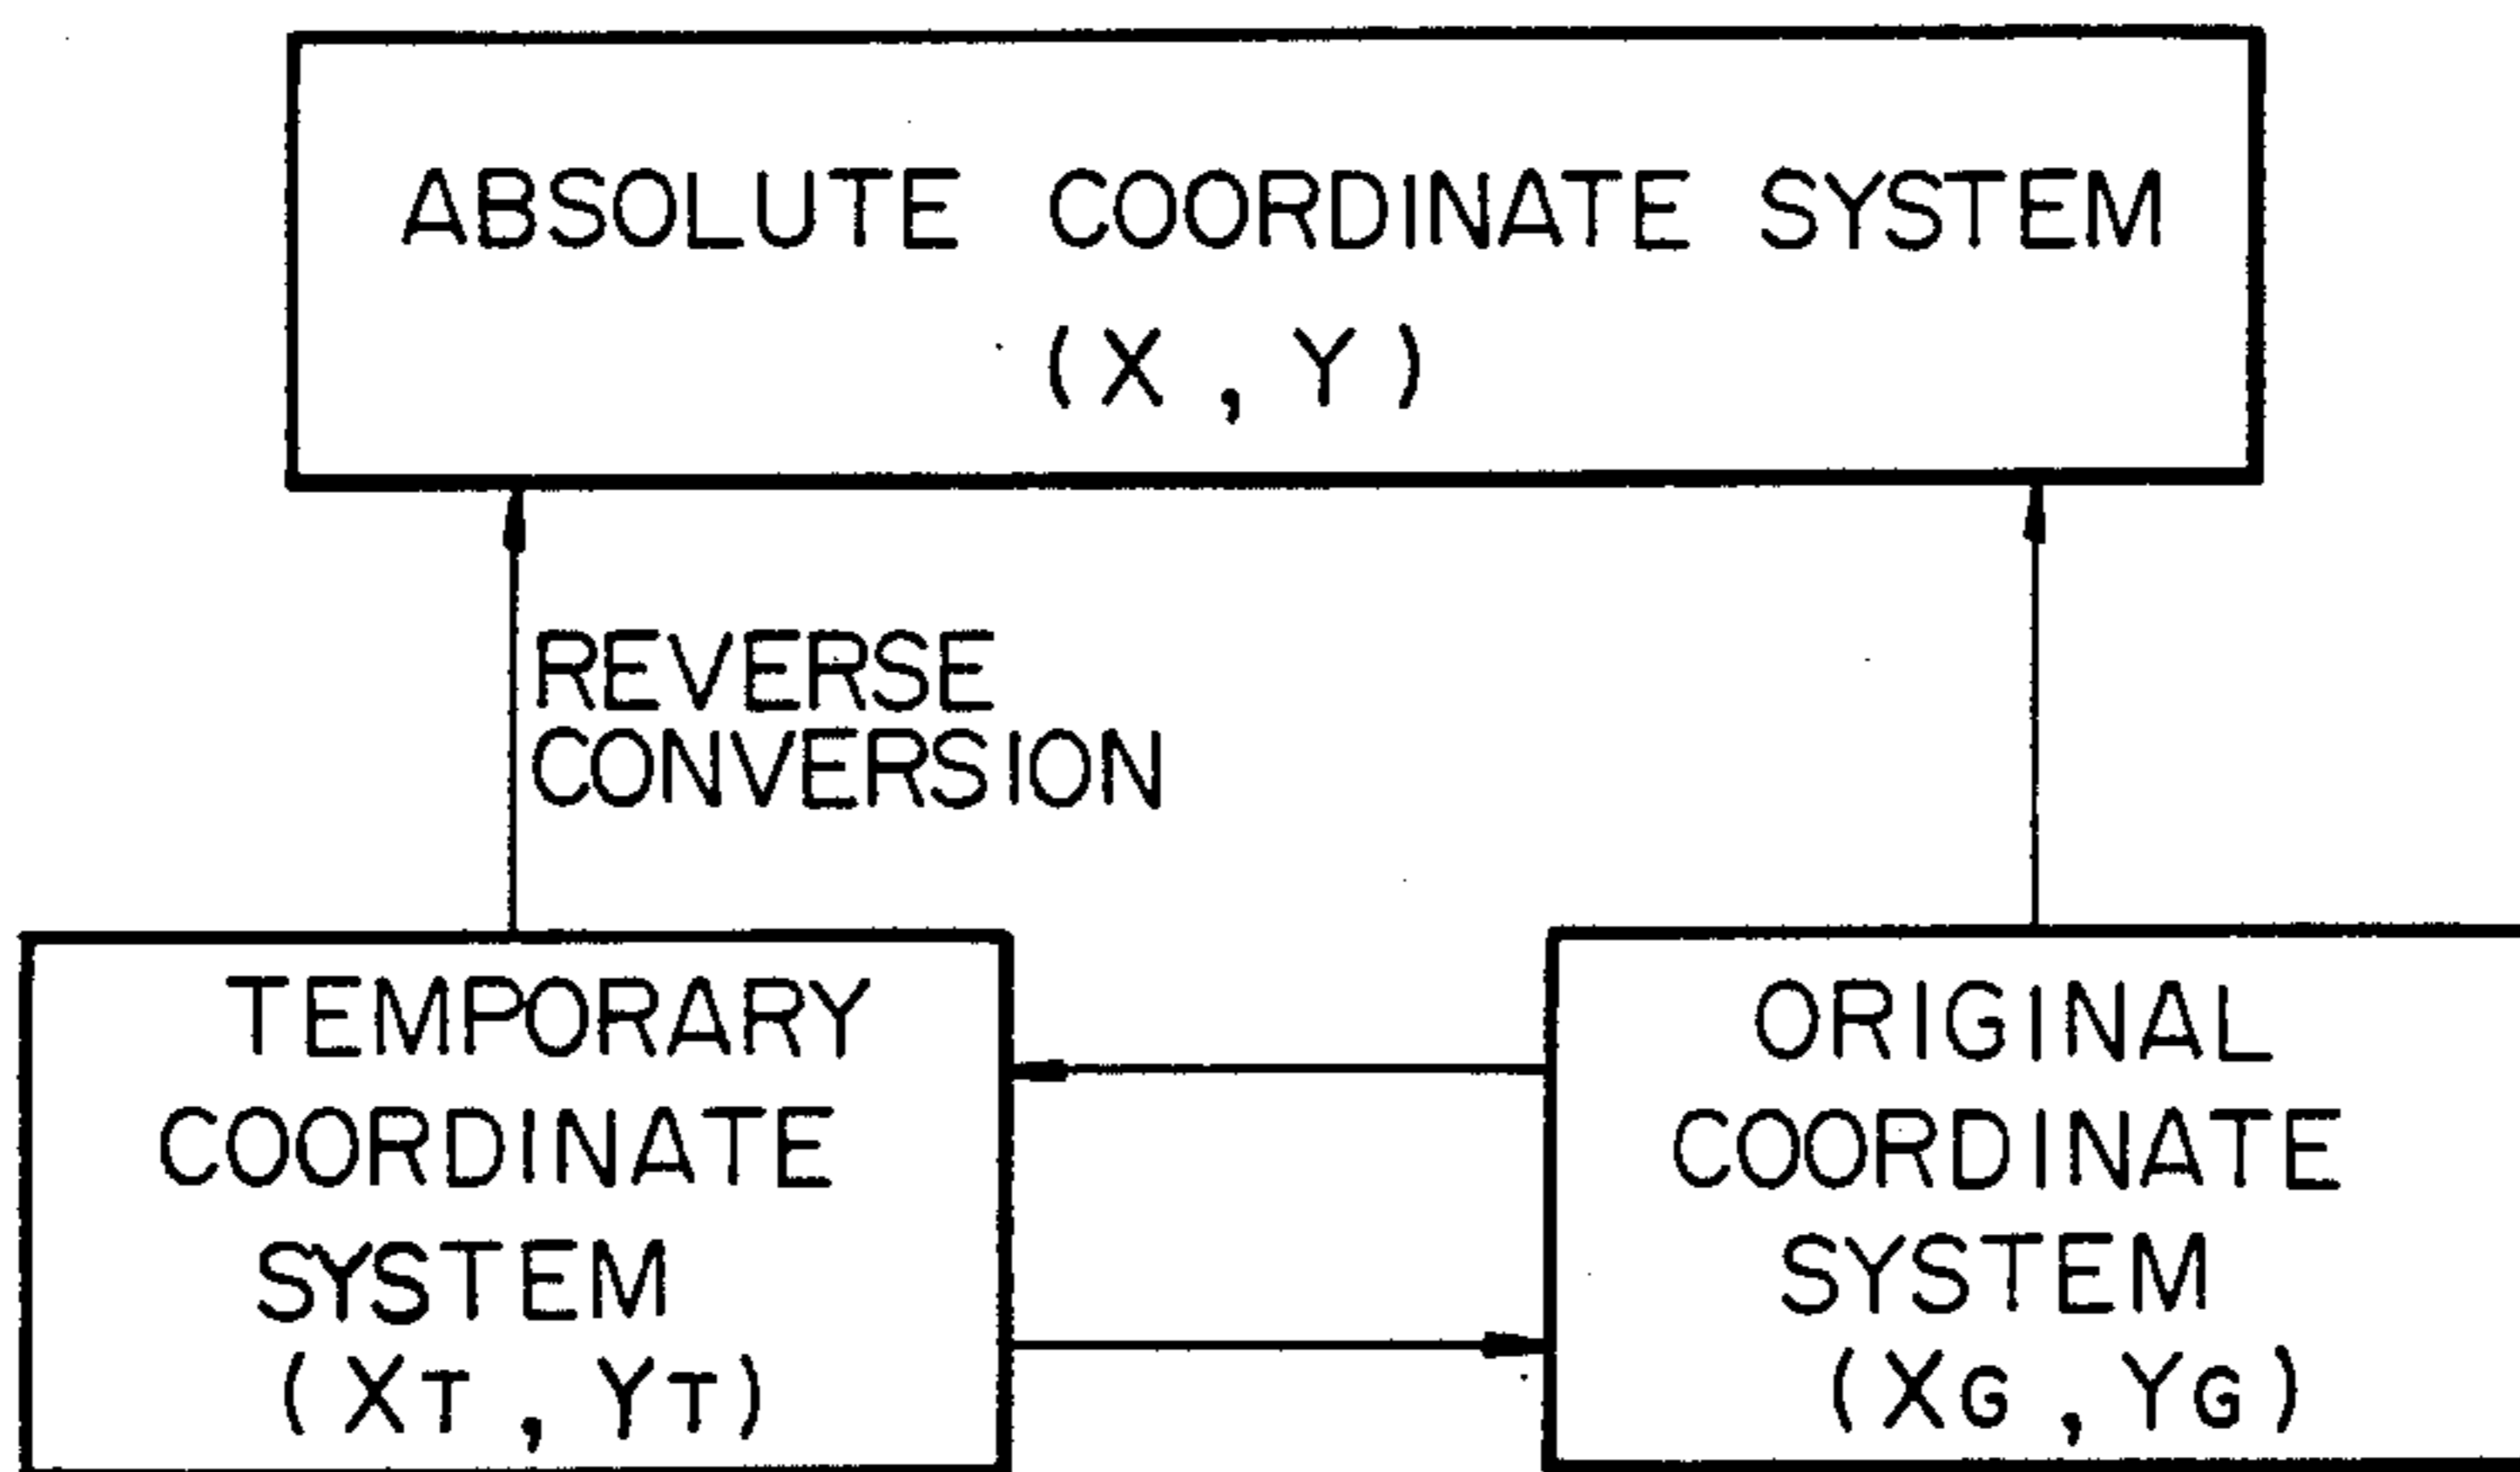 ABSOLUTE COORDINATE SYSTEM
(X, Y)
REVERSE
CONVERSION
TEMPORARY
COORDINATE
SYSTEM
(XT, YT)
ORIGINAL
COORDINATE
SYSTEM
(XG, YG)